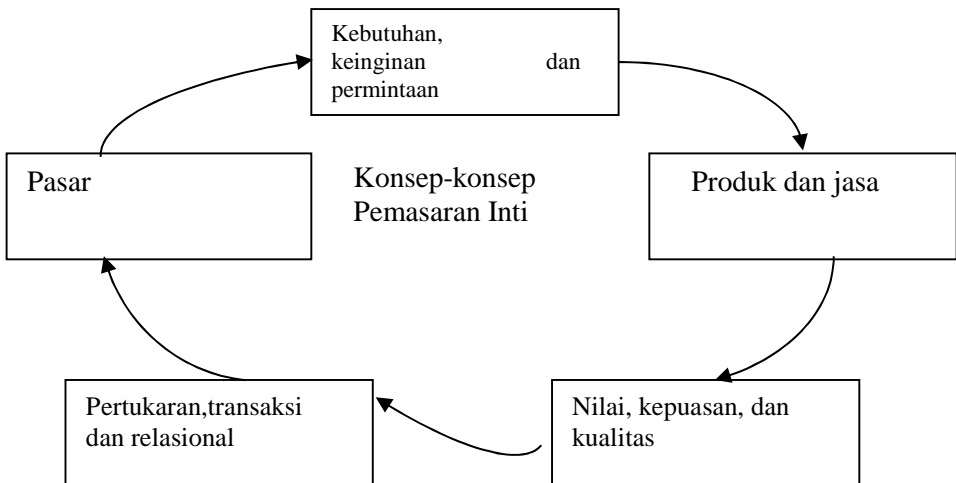 Kebutuhan,
keinginan dan
permintaan
Pasar
Konsep-konsep
Pemasaran Inti
Produk dan jasa
Pertukaran,transaksi
dan relasional
Nilai, kepuasan, dan
kualitas